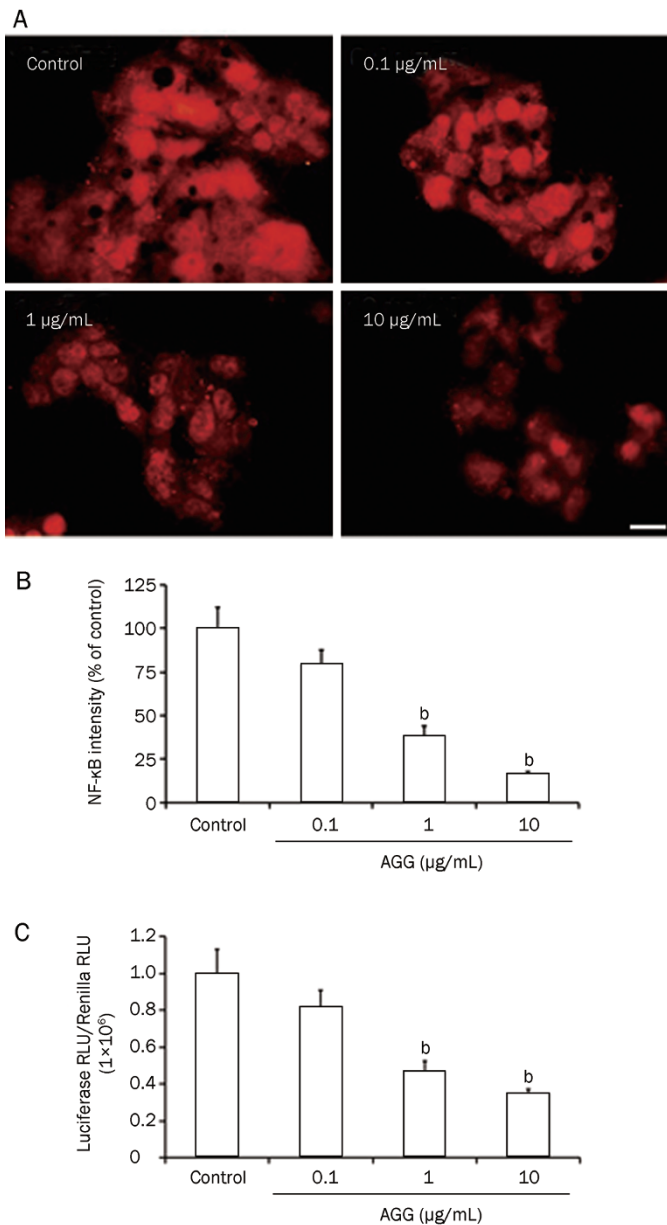 A
Control
0.1 µg/mL
1 µg/mL
10 µg/mL
B
NF-κB intensity (% of control)
125
100
75
50
25
0
b
b
Control
0.1
1
10
AGG (µg/mL)
C
Luciferase RLU/Renilla RLU
(1×10⁶)
1.2
1.0
0.8
0.6
0.4
0.2
0
b
b
Control
0.1
1
10
AGG (µg/mL)